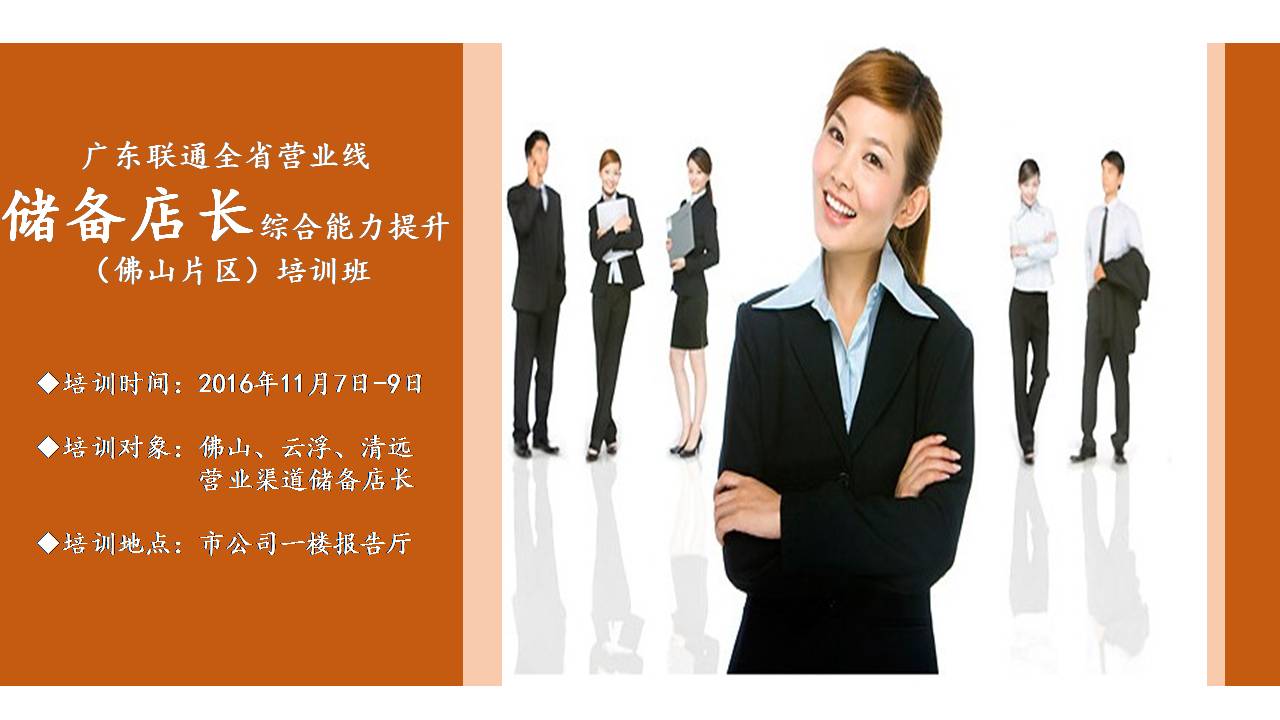 广东联通全省营业线
储备店长综合能力提升
（佛山片区）培训班
◆培训时间：2016年11月7日-9日
◆培训对象：佛山、云浮、清远
营业渠道储备店长
◆培训地点：市公司一楼报告厅